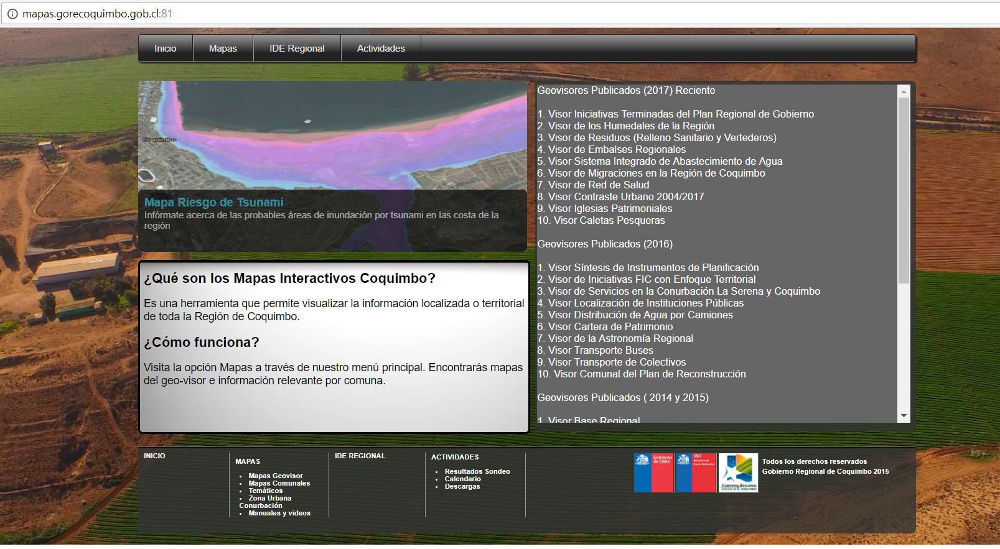 mapas.gorecoquimbo.gob.cl:81
Inicio
Mapas
IDE Regional
Actividades
Coquimbo
Mapa Riesgo de Tsunami
Infórmate acerca de las probables áreas de inundación por tsunami en las costa de la
región
¿Qué son los Mapas Interactivos Coquimbo?
Es una herramienta que permite visualizar la información localizada o territorial
de toda la Región de Coquimbo.
¿Cómo funciona?
Visita la opción Mapas a través de nuestro menú principal. Encontrarás mapas
del geo-visor e información relevante por comuna.
Geovisores Publicados (2017) Reciente
1. Visor Iniciativas Terminadas del Plan Regional de Gobierno
2. Visor de los Humedales de la Región
3. Visor de Residuos (Relleno Sanitario y Vertederos)
4. Visor de Embalses Regionales
5. Visor Sistema Integrado de Abastecimiento de Agua
6. Visor de Migraciones en la Región de Coquimbo
7. Visor de Red de Salud
8. Visor Contraste Urbano 2004/2017
9. Visor Iglesias Patrimoniales
10. Visor Caletas Pesqueras
Geovisores Publicados (2016)
1. Visor Síntesis de Instrumentos de Planificación
2. Visor de Iniciativas FIC con Enfoque Territorial
3. Visor de Servicios en la Conurbación La Serena y Coquimbo
4. Visor Localización de Instituciones Públicas
5. Visor Distribución de Agua por Camiones
6. Visor Cartera de Patrimonio
7. Visor de la Astronomía Regional
8. Visor Transporte Buses
9. Visor Transporte de Colectivos
10. Visor Comunal del Plan de Reconstrucción
Geovisores Publicados ( 2014 y 2015)
1. Visor Base Regional
INICIO
MAPAS
• Mapas Geovisor
• Mapas Comunales
• Temáticos
• Zona Urbana
Conurbación
• Manuales y videos
IDE REGIONAL
ACTIVIDADES
• Resultados Sondeo
• Calendario
• Descargas
Gobierno
de Chile
SNIT
Ministerio de
Bienes Nacionales
GOBIERNO REGIONAL
REGIÓN DE COQUIMBO
Todos los derechos reservados
Gobierno Regional de Coquimbo 2015